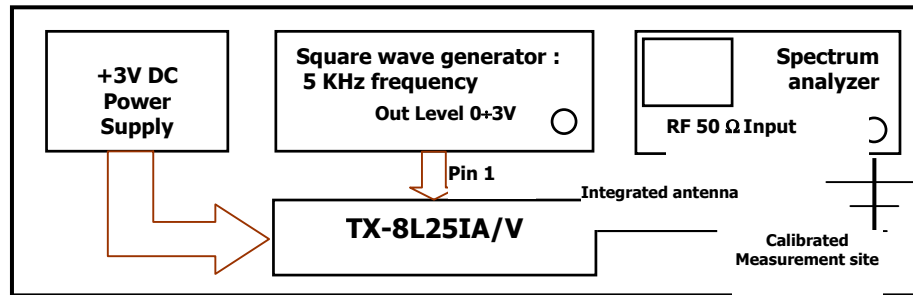 +3V DC
Power
Supply
Square wave generator :
5 KHz frequency
Out Level 0÷3V
Spectrum
analyzer
RF 50 Ω Input
Pin 1
Integrated antenna
TX-8L25IA/V
Calibrated
Measurement site